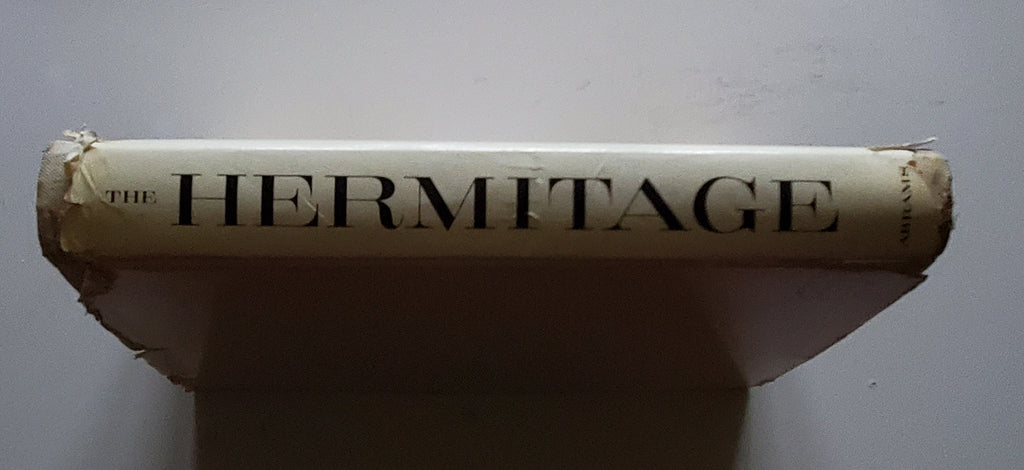 THE HERMITAGE
ABRAMS